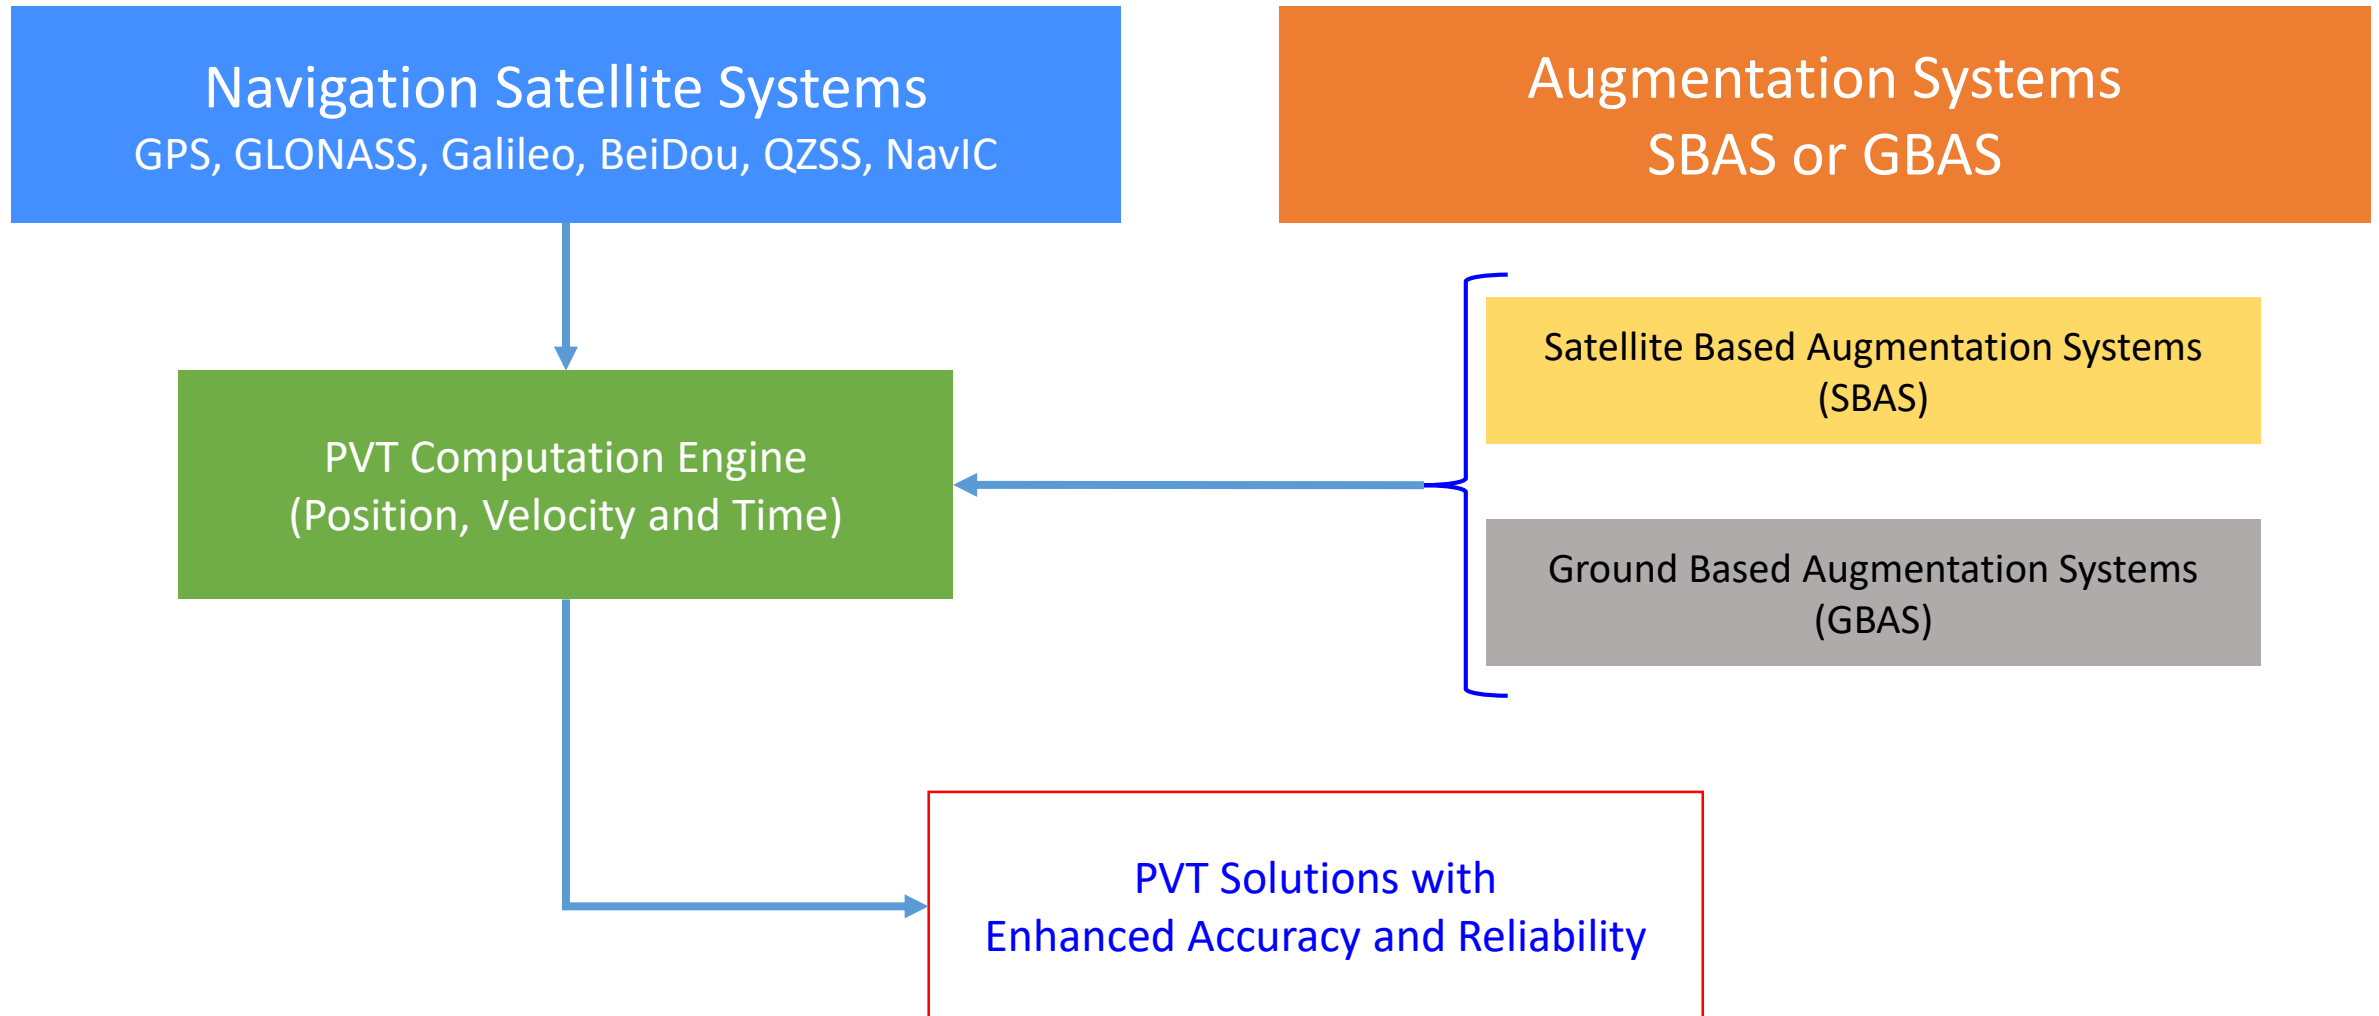 Navigation Satellite Systems
GPS, GLONASS, Galileo, BeiDou, QZSS, NavIC
Augmentation Systems
SBAS or GBAS
Satellite Based Augmentation Systems
(SBAS)
PVT Computation Engine
(Position, Velocity and Time)
Ground Based Augmentation Systems
(GBAS)
PVT Solutions with
Enhanced Accuracy and Reliability